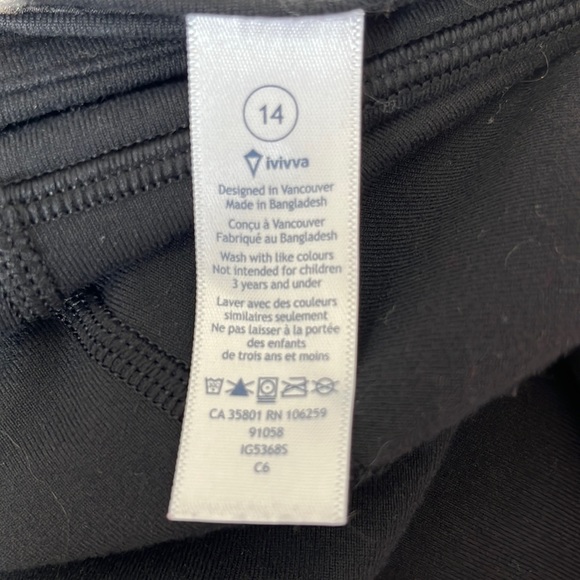 14
ivivva
Designed in Vancouver
Made in Bangladesh
Conçu à Vancouver
Fabriqué au Bangladesh
Wash with like colours
Not intended for children
3 years and under
Laver avec des couleurs
similaires seulement
Ne pas laisser à la portée
des enfants
de trois ans et moins
CA 35801 RN 106259
91058
IG5368S
C6